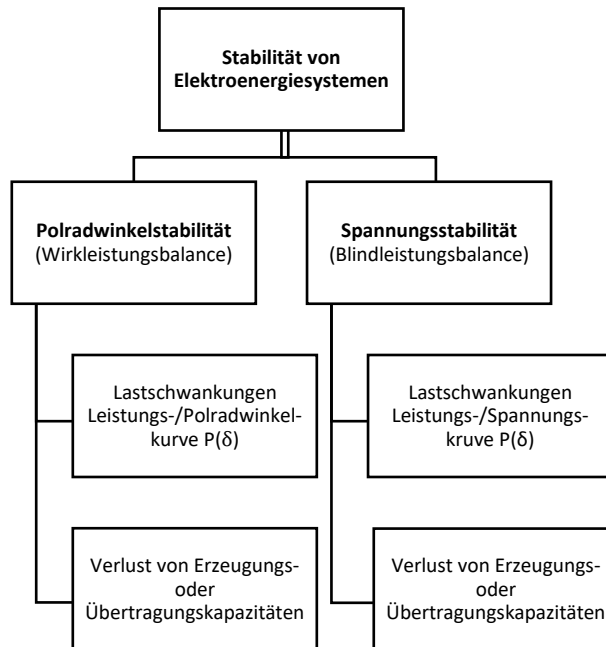 Stabilität von
Elektroenergiesystemen
Polradwinkelstabilität
(Wirkleistungsbalance)
Lastschwankungen
Leistungs-/Polradwinkel-
kurve P(δ)
Verlust von Erzeugungs-
oder
Übertragungskapazitäten
Spannungsstabilität
(Blindleistungsbalance)
Lastschwankungen
Leistungs-/Spannungs-
kruve P(δ)
Verlust von Erzeugungs-
oder
Übertragungskapazitäten